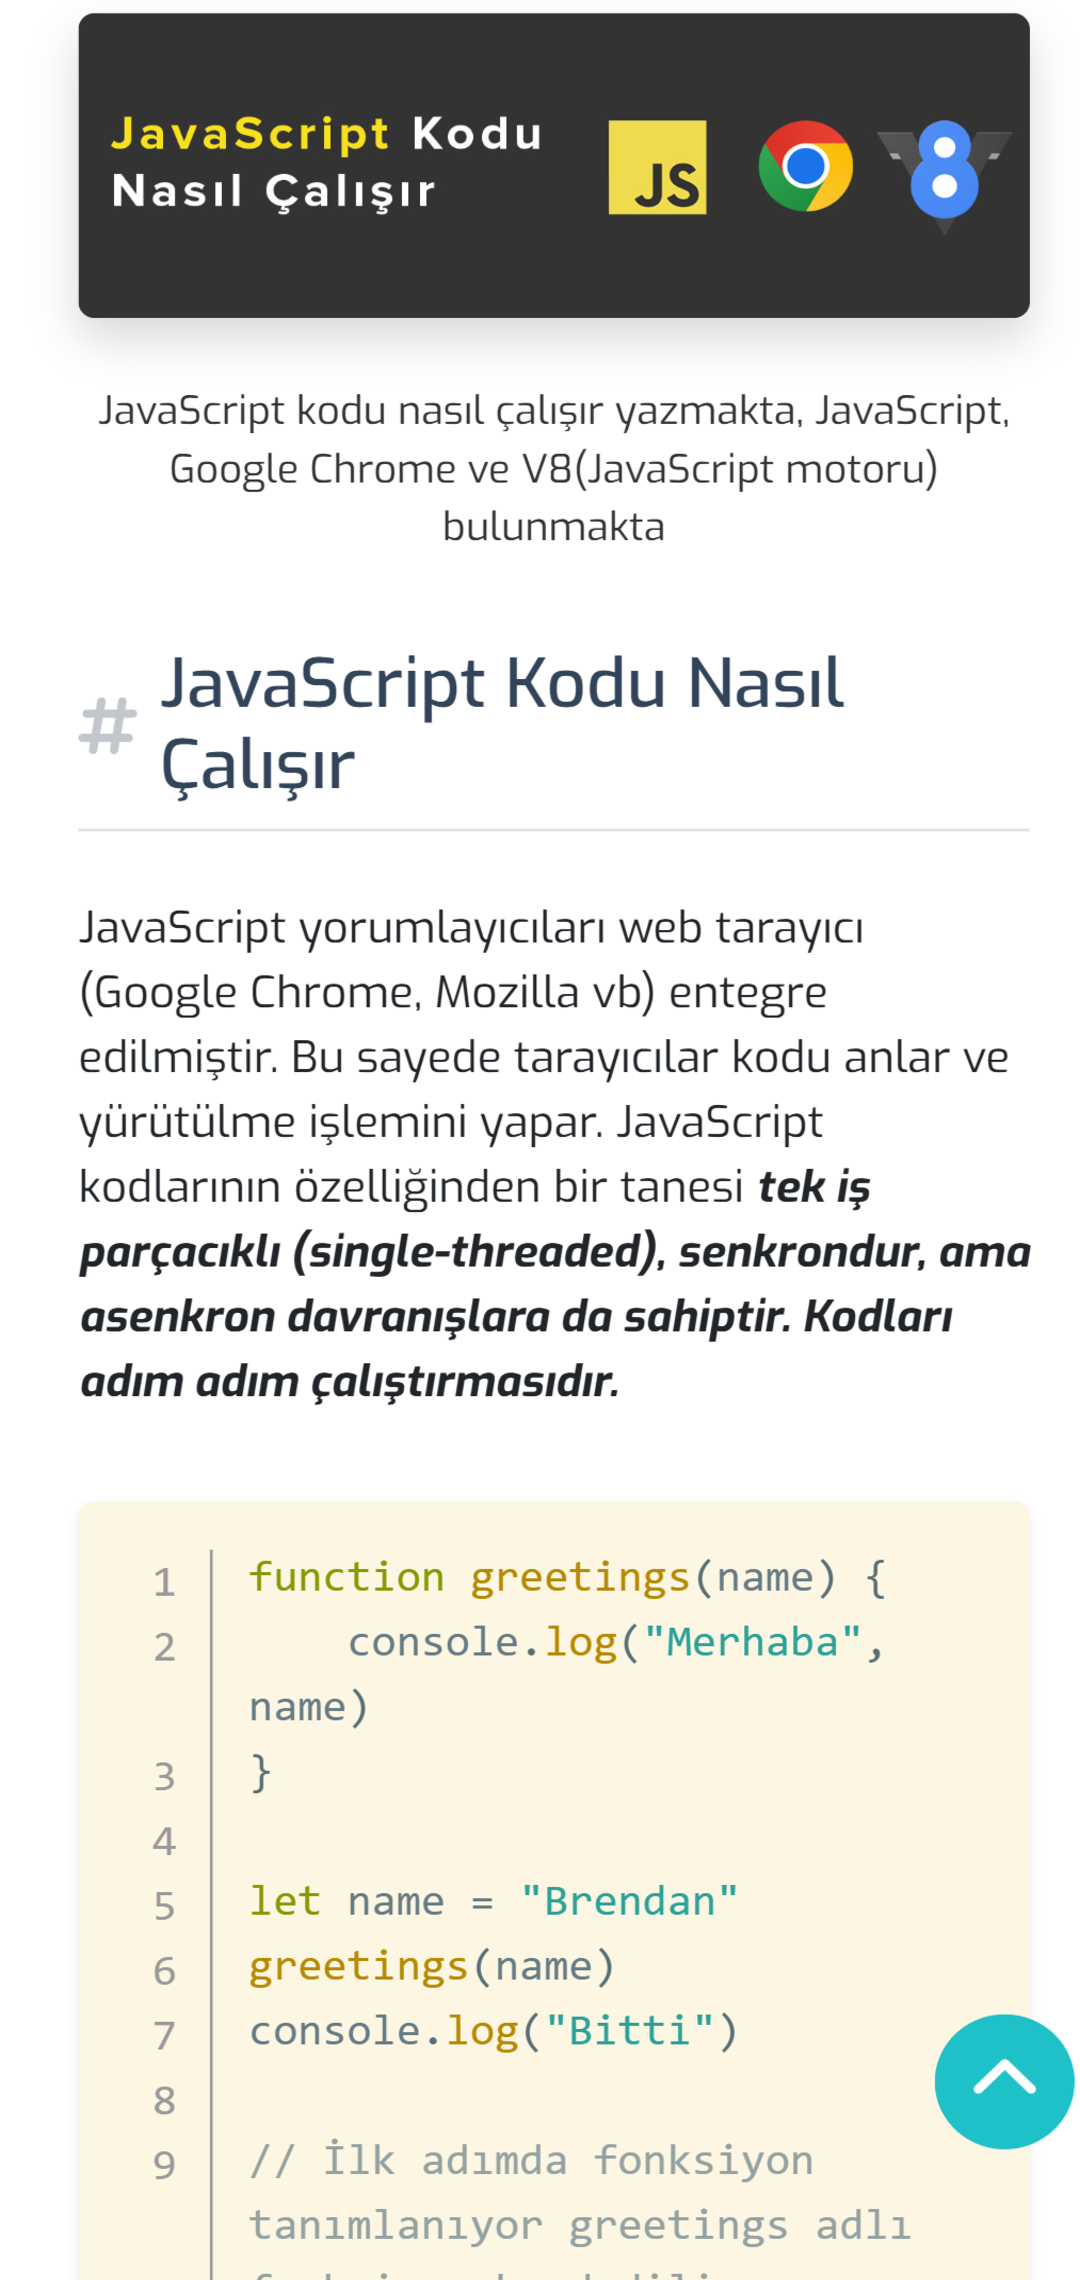 JavaScript Kodu
Nasıl Çalışır
JS
8
JavaScript kodu nasıl çalışır yazmakta, JavaScript,
Google Chrome ve V8(JavaScript motoru)
bulunmakta
# JavaScript Kodu Nasıl
Çalışır
JavaScript yorumlayıcıları web tarayıcı
(Google Chrome, Mozilla vb) entegre
edilmiştir. Bu sayede tarayıcılar kodu anlar ve
yürütülme işlemini yapar. JavaScript
kodlarının özelliğinden bir tanesi tek iş
parçacıklı (single-threaded), senkrondur, ama
asenkron davranışlara da sahiptir. Kodları
adım adım çalıştırmasıdır.
1 function greetings(name) {
2 console.log("Merhaba",
name)
3 }
4
5 let name = "Brendan"
6 greetings(name)
7 console.log("Bitti")
8
9 // İlk adımda fonksiyon
tanımlanıyor greetings adlı